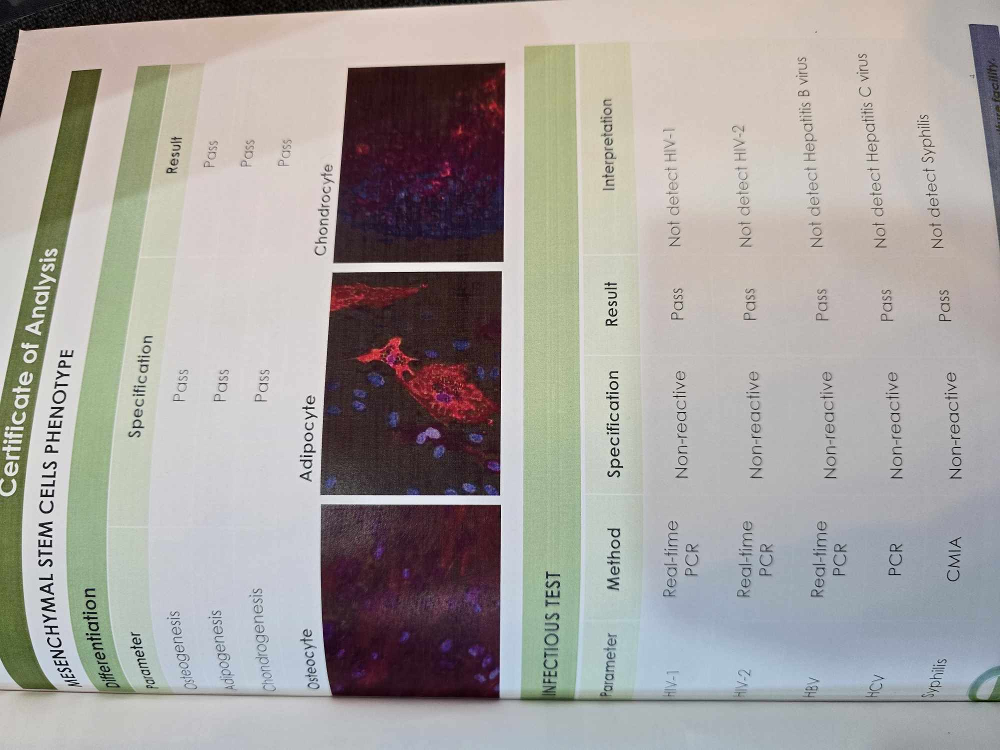 Certificate of Analysis
MESENCHYMAL STEM CELLS PHENOTYPE
Differentiation
Parameter Specification Result
Osteogenesis Pass Pass
Adipogenesis Pass Pass
Chondrogenesis Pass Pass
Osteocyte Adipocyte Chondrocyte
INFECTIOUS TEST
Parameter Method Specification Result Interpretation
HIV-1 Real-time PCR Non-reactive Pass Not detect HIV-1
HIV-2 Real-time PCR Non-reactive Pass Not detect HIV-2
HBV Real-time PCR Non-reactive Pass Not detect Hepatitis B virus
HCV PCR Non-reactive Pass Not detect Hepatitis C virus
Syphilis CMIA Non-reactive Pass Not detect Syphilis
4
facility.